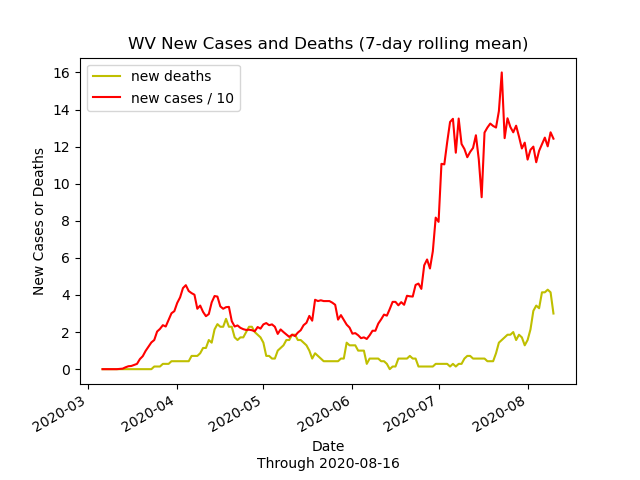 WV New Cases and Deaths (7-day rolling mean)
new deaths
new cases / 10
16
14
12
10
8
6
4
2
0
New Cases or Deaths
2020-03
2020-04
2020-05
2020-06
2020-07
2020-08
Date
Through 2020-08-16